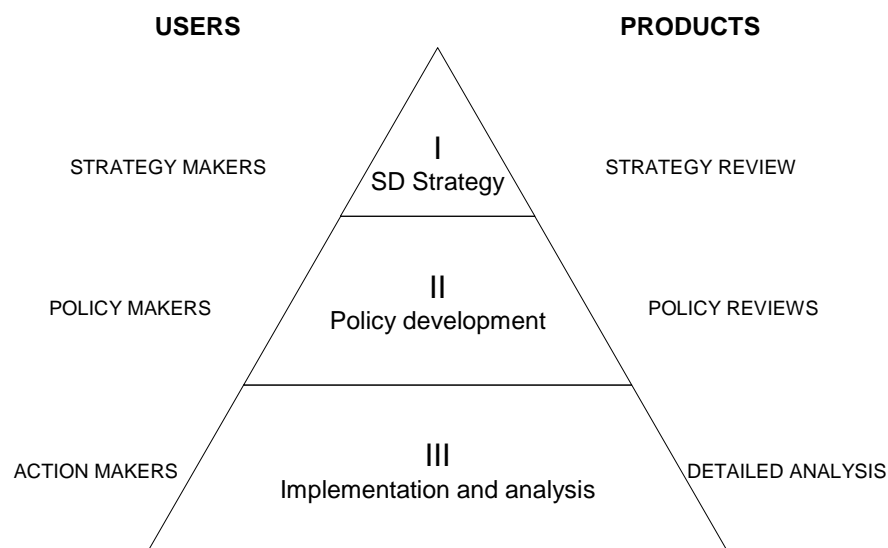 USERS
PRODUCTS
STRATEGY MAKERS
I
SD Strategy
STRATEGY REVIEW
POLICY MAKERS
II
Policy development
POLICY REVIEWS
ACTION MAKERS
III
Implementation and analysis
DETAILED ANALYSIS